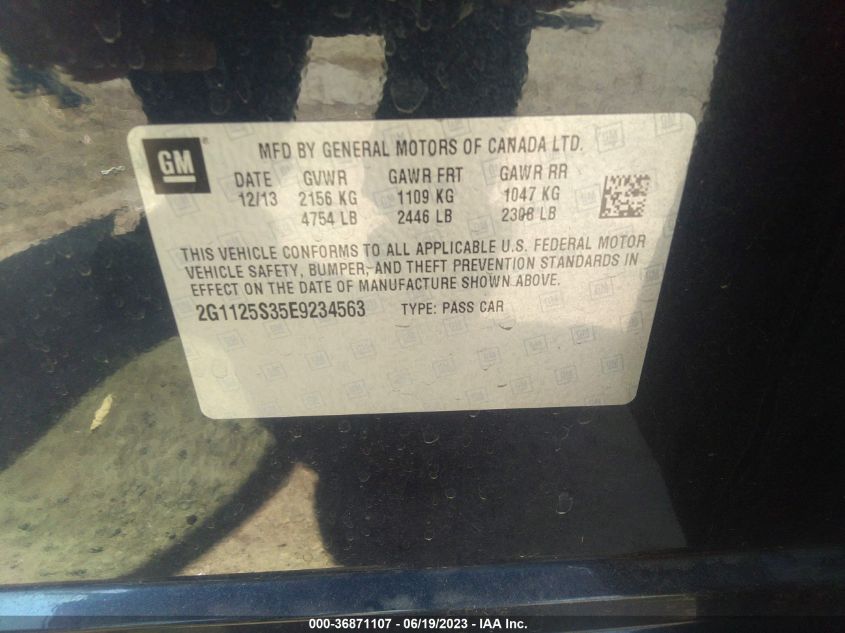 GM
MFD BY GENERAL MOTORS OF CANADA LTD.
DATE GVWR GAWR FRT GAWR RR
12/13 2156 KG 1109 KG 1047 KG
4754 LB 2446 LB 2308 LB
THIS VEHICLE CONFORMS TO ALL APPLICABLE U.S. FEDERAL MOTOR
VEHICLE SAFETY, BUMPER, AND THEFT PREVENTION STANDARDS IN
EFFECT ON THE DATE OF MANUFACTURE SHOWN ABOVE.
2G1125S35E9234563 TYPE: PASS CAR
000-36871107 - 06/19/2023 - IAA Inc.